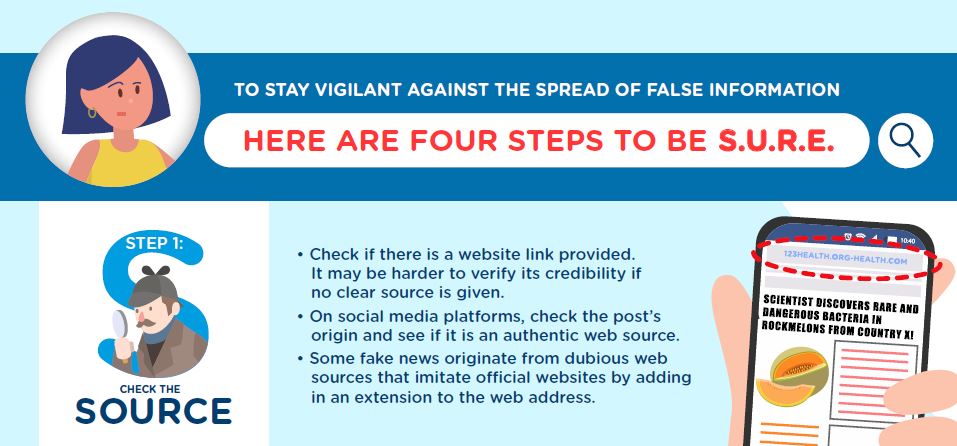 TO STAY VIGILANT AGAINST THE SPREAD OF FALSE INFORMATION
HERE ARE FOUR STEPS TO BE S.U.R.E.
STEP 1:
S
CHECK THE
SOURCE
• Check if there is a website link provided.
It may be harder to verify its credibility if
no clear source is given.
• On social media platforms, check the post's
origin and see if it is an authentic web source.
• Some fake news originate from dubious web
sources that imitate official websites by adding
in an extension to the web address.
10:40
123HEALTH.ORG-HEALTH.COM
SCIENTIST DISCOVERS RARE AND
DANGEROUS BACTERIA IN
ROCKMELONS FROM COUNTRY X!